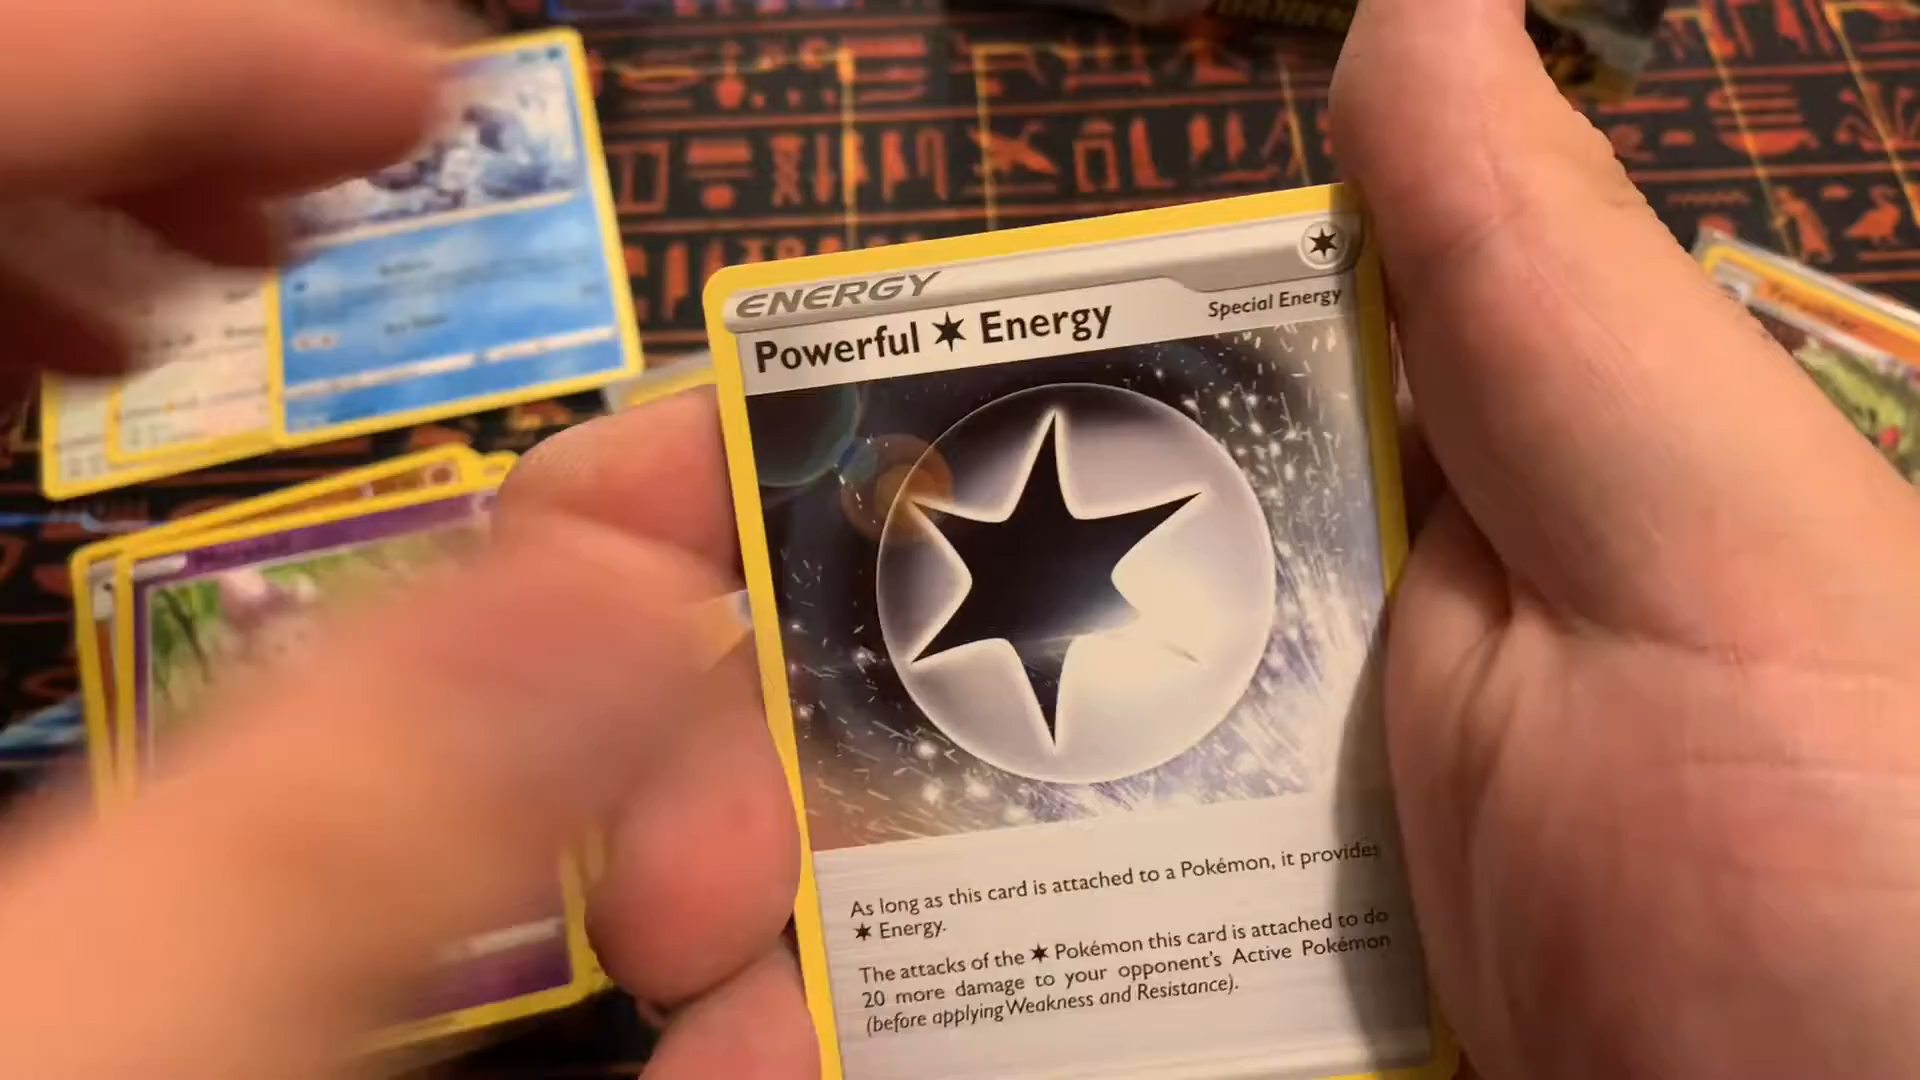 ENERGY
Powerful ✶ Energy
Special Energy
As long as this card is attached to a Pokémon, it provides
✶ Energy.
The attacks of the ✶ Pokémon this card is attached to do
20 more damage to your opponent's Active Pokémon
(before applying Weakness and Resistance).